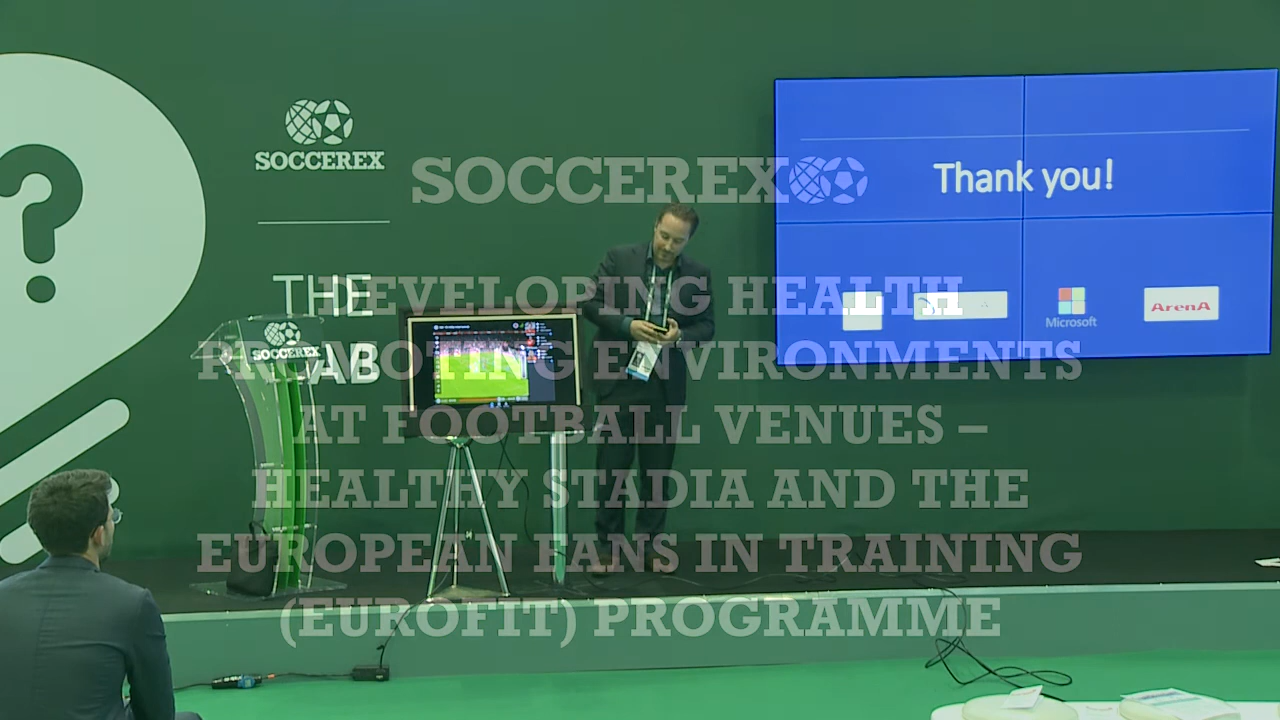 SOCCEREX
THE
LAB
SOCCEREX
SOCCEREX
DEVELOPING HEALTH
PROMOTING ENVIRONMENTS
AT FOOTBALL VENUES –
HEALTHY STADIA AND THE
EUROPEAN FANS IN TRAINING
(EUROFIT) PROGRAMME
Thank you!
Microsoft
ArenA